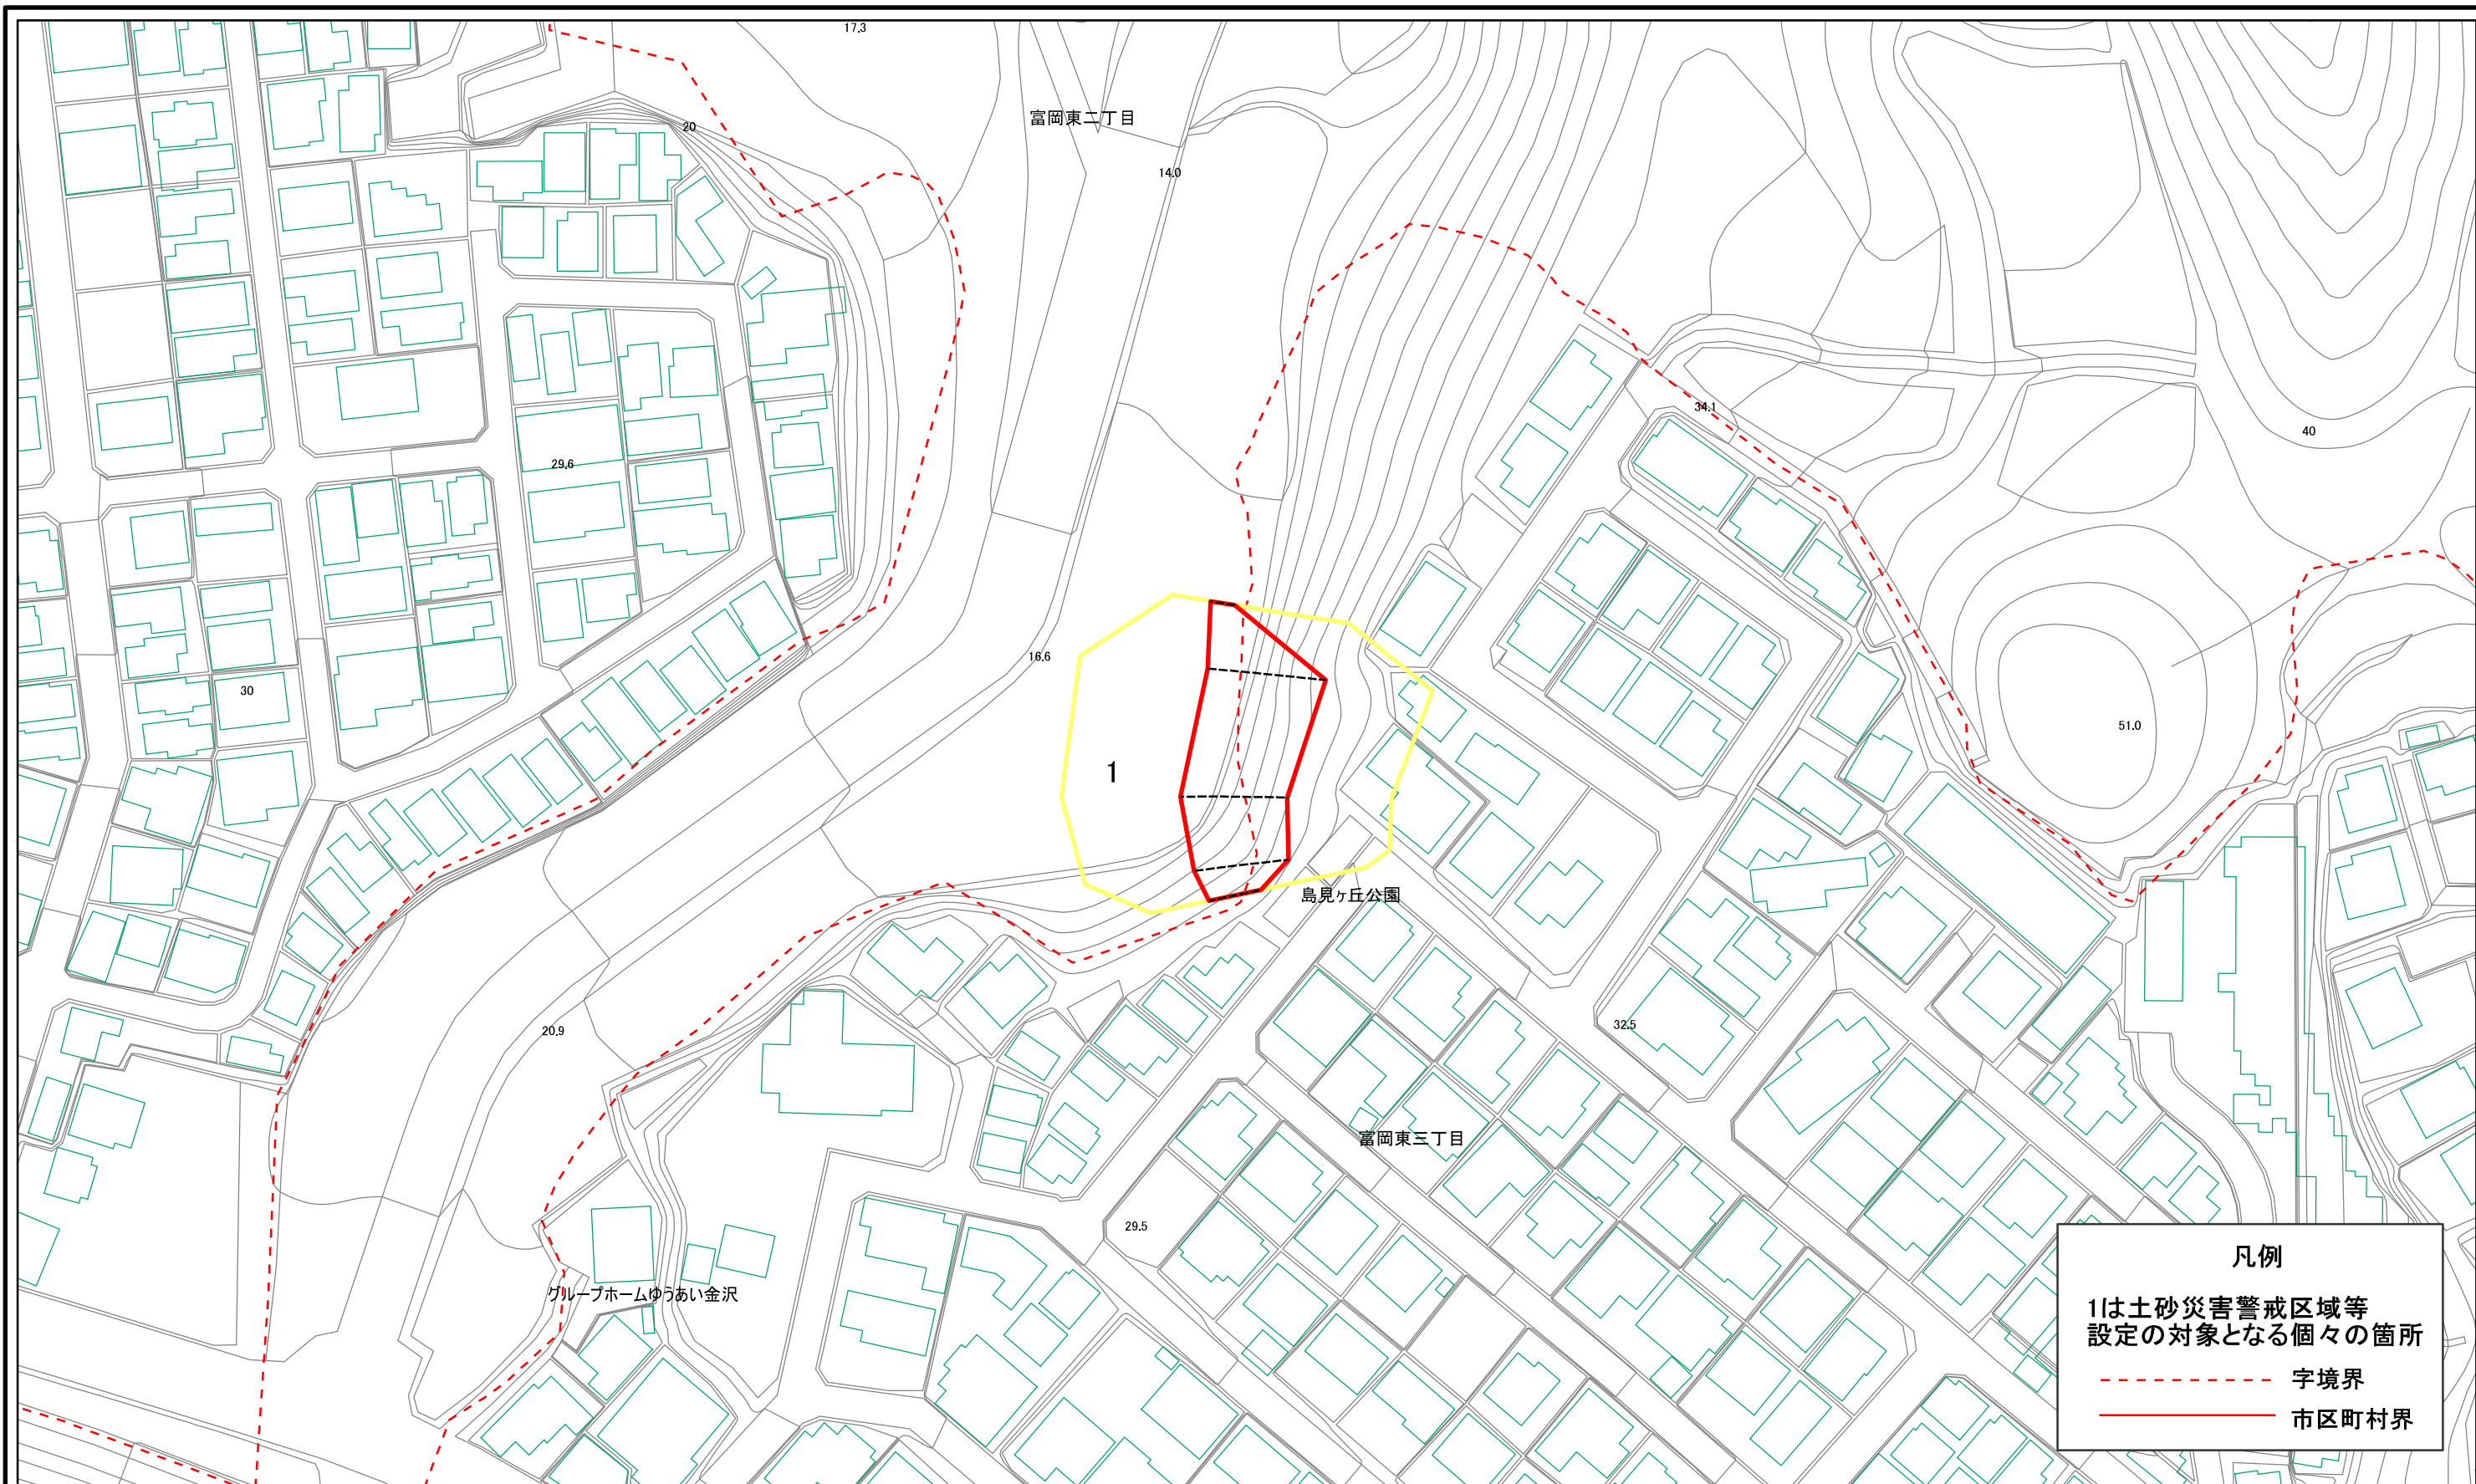 17.3
富岡東二丁目
20
14.0
34.1
40
29.6
16.6
30
51.0
1
島見ヶ丘公園
20.9
32.5
富岡東三丁目
29.5
グループホームゆうあい金沢
凡例
1は土砂災害警戒区域等
設定の対象となる個々の箇所
字境界
市区町村界